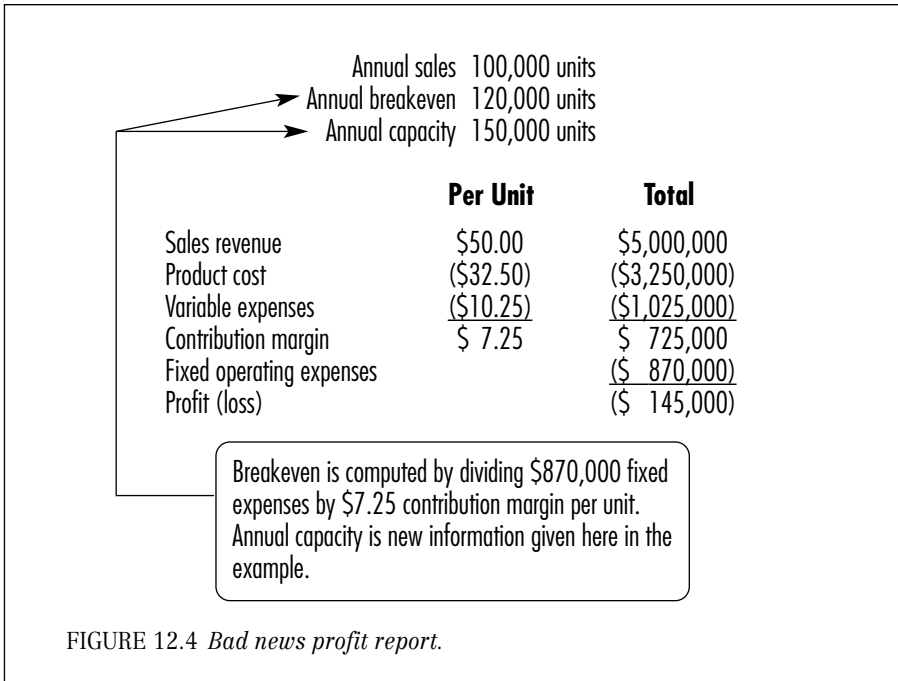 Annual sales 100,000 units
Annual breakeven 120,000 units
Annual capacity 150,000 units
Per Unit Total
Sales revenue $50.00 $5,000,000
Product cost ($32.50) ($3,250,000)
Variable expenses ($10.25) ($1,025,000)
Contribution margin $ 7.25 $ 725,000
Fixed operating expenses ($ 870,000)
Profit (loss) ($ 145,000)
Breakeven is computed by dividing $870,000 fixed
expenses by $7.25 contribution margin per unit.
Annual capacity is new information given here in the
example.
FIGURE 12.4 Bad news profit report.